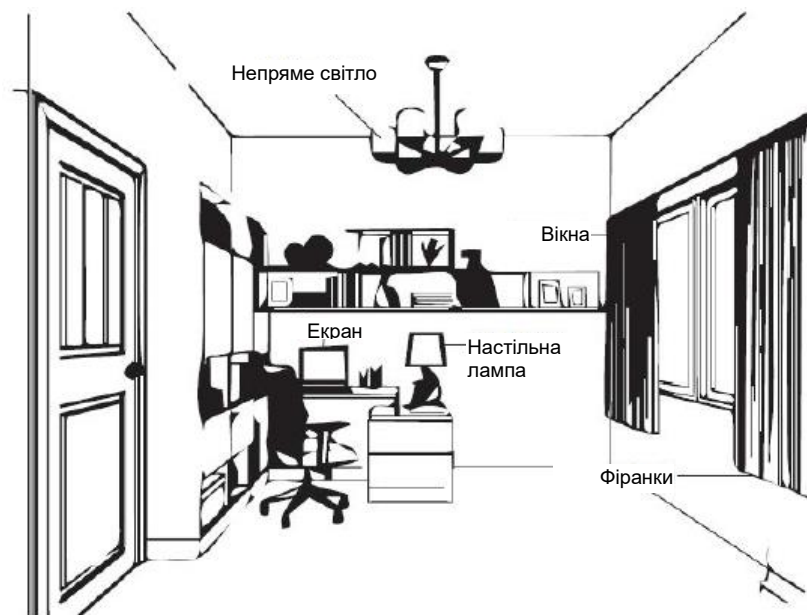 Непряме світло
Вікна
Екран
Настільна
лампа
Фіранки